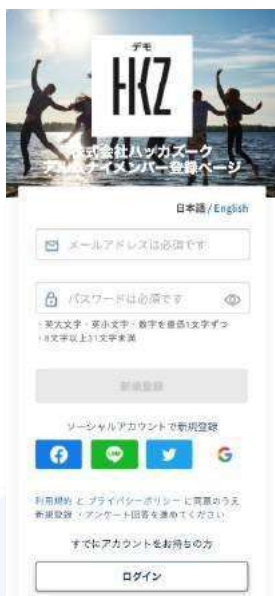 デモ
HKZ
株式会社ハッカズーク
アルムナイメンバー登録ページ
日本語 / English
メールアドレスは必須です
パスワードは必須です
・英大文字・英小文字・数字を最低1文字ずつ
・8文字以上31文字未満
新規登録
ソーシャルアカウントで新規登録
LINE
利用規約 と プライバシーポリシー に同意のうえ
新規登録・アンケート回答を進めてください
すでにアカウントをお持ちの方
ログイン